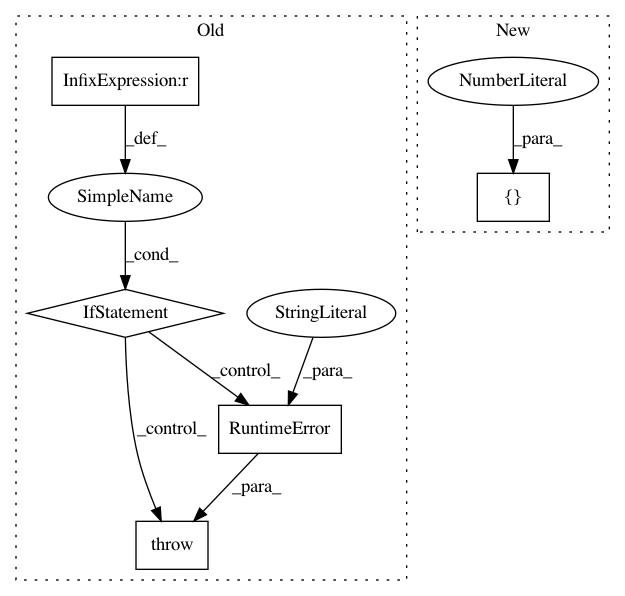 Old
New
InfixExpression:r
NumberLiteral
_def_
_para_
SimpleName
{}
_cond_
IfStatement
StringLiteral
_control_
_para_
_control_
RuntimeError
_para_
throw